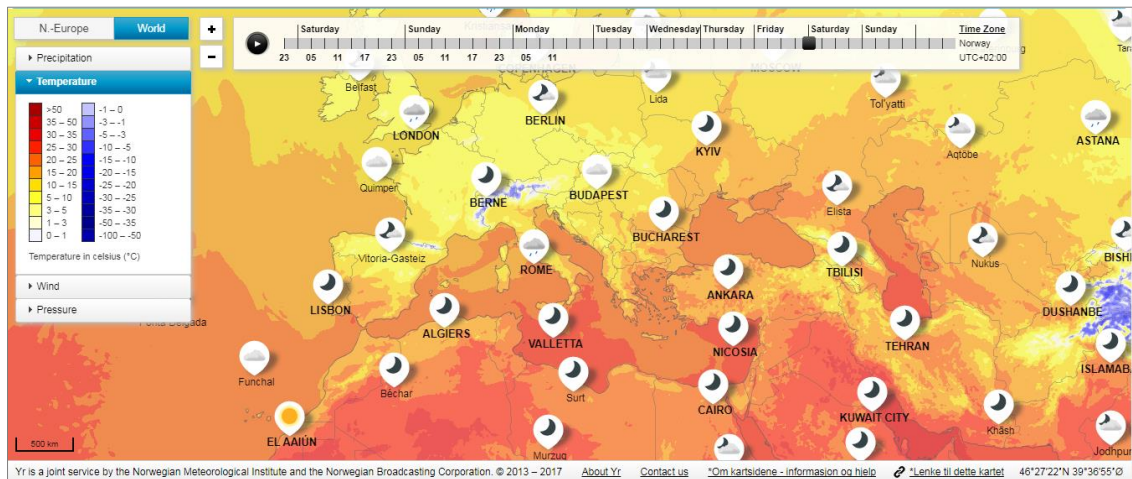 N.-Europe
World
+
−
Precipitation
Temperature
>50
35 – 50
30 – 35
25 – 30
20 – 25
15 – 20
10 – 15
5 – 10
3 – 5
1 – 3
0 – 1
-1 – 0
-3 – -1
-5 – -3
-10 – -5
-15 – -10
-20 – -15
-25 – -20
-30 – -25
-35 – -30
-50 – -35
-100 – -50
Temperature in celsius (°C)
Wind
Pressure
Saturday
Sunday
Monday
Tuesday
Wednesday
Thursday
Friday
Saturday
Sunday
23 05 11 17 23 05 11 17 23 05 11
Time Zone
Norway
UTC+02:00
COPENHAGEN
MOSCOW
Belfast
LONDON
BERLIN
Lida
Tol'yatti
KYIV
Aqtobe
ASTANA
Quimper
BERNE
BUDAPEST
Elista
BUCHAREST
Vitoria-Gasteiz
ROME
TBILISI
Nukus
LISBON
ALGIERS
VALLETTA
ANKARA
NICOSIA
TEHRAN
DUSHANBE
Ponta Delgada
Funchal
Béchar
Surt
CAIRO
KUWAIT CITY
Khāsh
EL AAIÚN
Murzuq
500 km
Yr is a joint service by the Norwegian Meteorological Institute and the Norwegian Broadcasting Corporation. © 2013 – 2017
About Yr
Contact us
*Om kartsidene - informasjon og hjelp
*Lenke til dette kartet
46°27'22"N 39°36'55"Ø